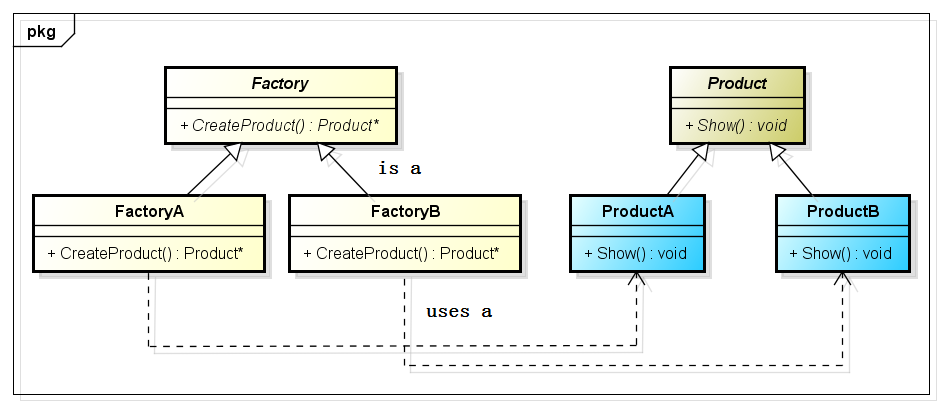 pkg
Factory
+ CreateProduct() : Product*
Product
+ Show() : void
is a
FactoryA
+ CreateProduct() : Product*
FactoryB
+ CreateProduct() : Product*
ProductA
+ Show() : void
ProductB
+ Show() : void
uses a